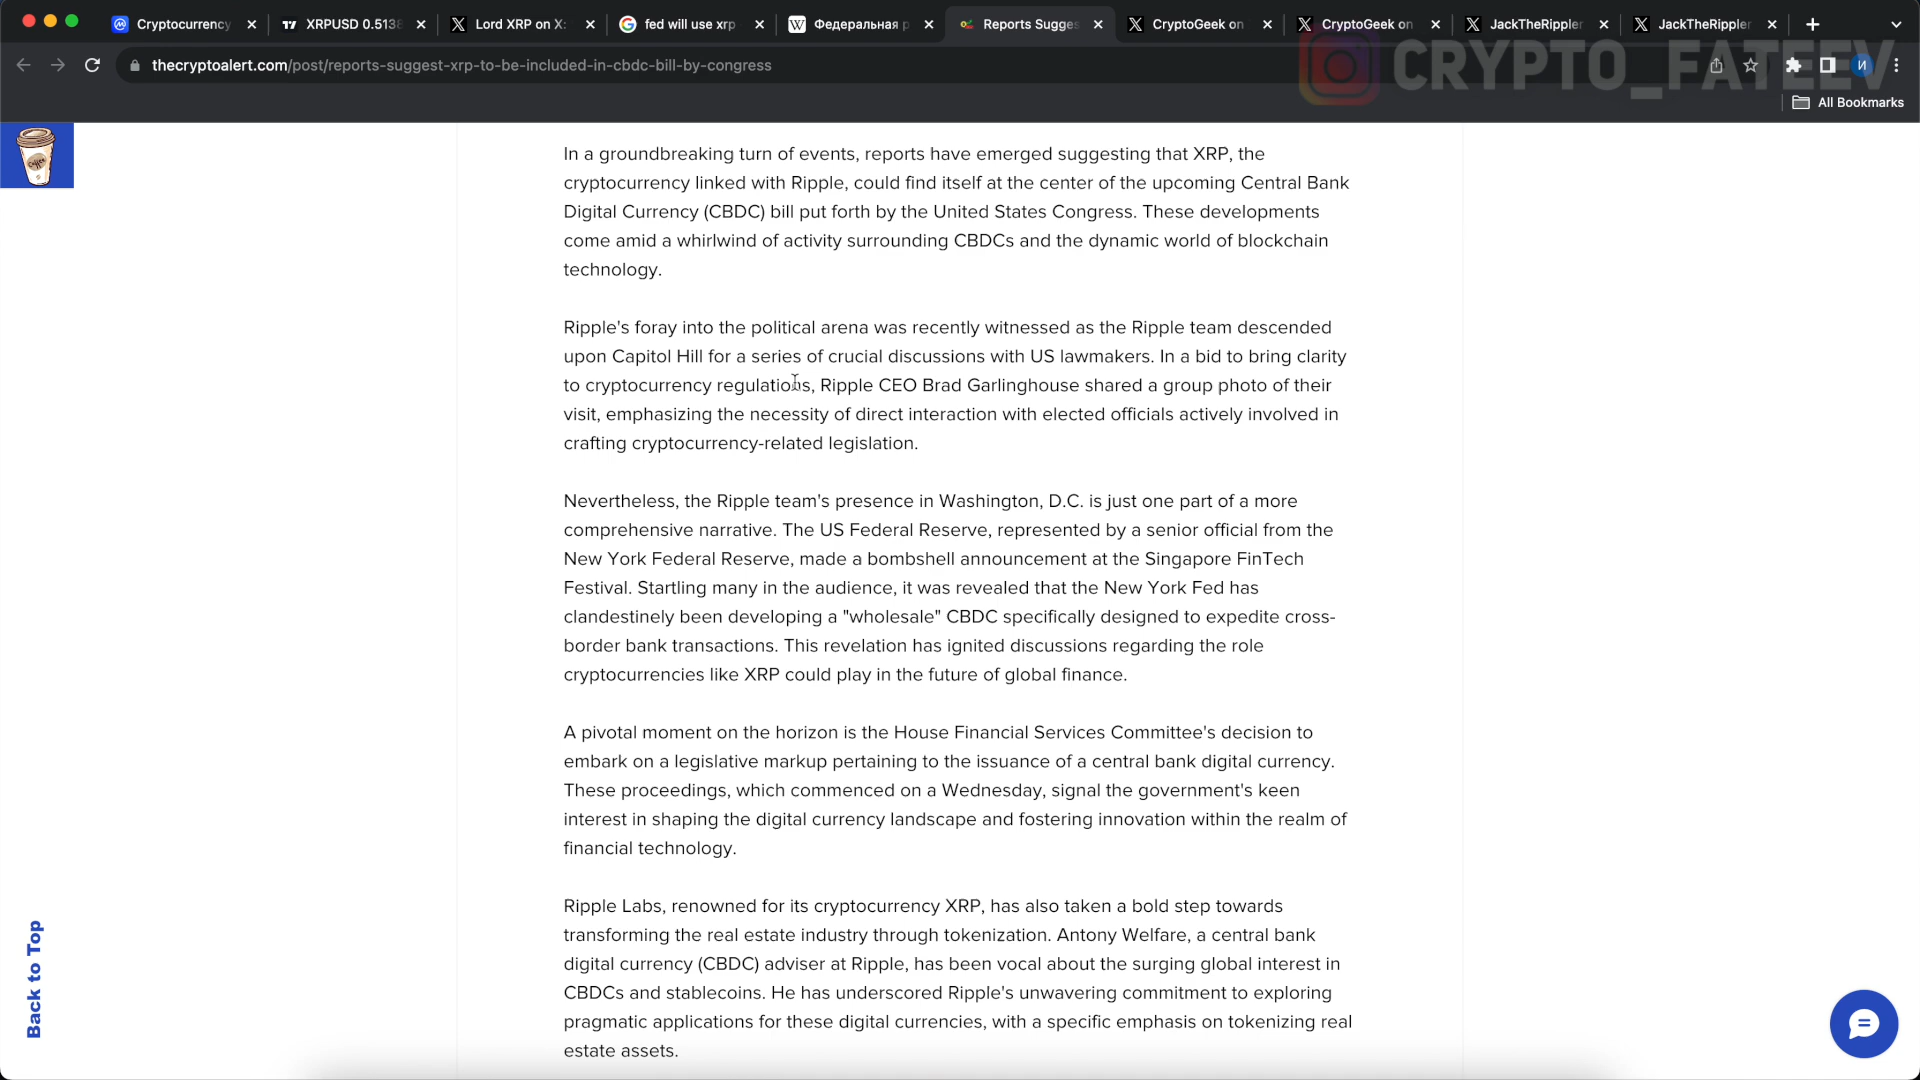 Cryptocurrency
XRPUSD 0.5138
Lord XRP on X:
fed will use xrp
Федеральная р
Reports Sugges
CryptoGeek on
CryptoGeek on
JackTheRippler
JackTheRippler
thecryptoalert.com/post/reports-suggest-xrp-to-be-included-in-cbdc-bill-by-congress
CRYPTO_FATEEV
И
All Bookmarks
In a groundbreaking turn of events, reports have emerged suggesting that XRP, the
cryptocurrency linked with Ripple, could find itself at the center of the upcoming Central Bank
Digital Currency (CBDC) bill put forth by the United States Congress. These developments
come amid a whirlwind of activity surrounding CBDCs and the dynamic world of blockchain
technology.
Ripple's foray into the political arena was recently witnessed as the Ripple team descended
upon Capitol Hill for a series of crucial discussions with US lawmakers. In a bid to bring clarity
to cryptocurrency regulations, Ripple CEO Brad Garlinghouse shared a group photo of their
visit, emphasizing the necessity of direct interaction with elected officials actively involved in
crafting cryptocurrency-related legislation.
Nevertheless, the Ripple team's presence in Washington, D.C. is just one part of a more
comprehensive narrative. The US Federal Reserve, represented by a senior official from the
New York Federal Reserve, made a bombshell announcement at the Singapore FinTech
Festival. Startling many in the audience, it was revealed that the New York Fed has
clandestinely been developing a "wholesale" CBDC specifically designed to expedite cross-
border bank transactions. This revelation has ignited discussions regarding the role
cryptocurrencies like XRP could play in the future of global finance.
A pivotal moment on the horizon is the House Financial Services Committee's decision to
embark on a legislative markup pertaining to the issuance of a central bank digital currency.
These proceedings, which commenced on a Wednesday, signal the government's keen
interest in shaping the digital currency landscape and fostering innovation within the realm of
financial technology.
Ripple Labs, renowned for its cryptocurrency XRP, has also taken a bold step towards
transforming the real estate industry through tokenization. Antony Welfare, a central bank
digital currency (CBDC) adviser at Ripple, has been vocal about the surging global interest in
CBDCs and stablecoins. He has underscored Ripple's unwavering commitment to exploring
pragmatic applications for these digital currencies, with a specific emphasis on tokenizing real
estate assets.
Back to Top